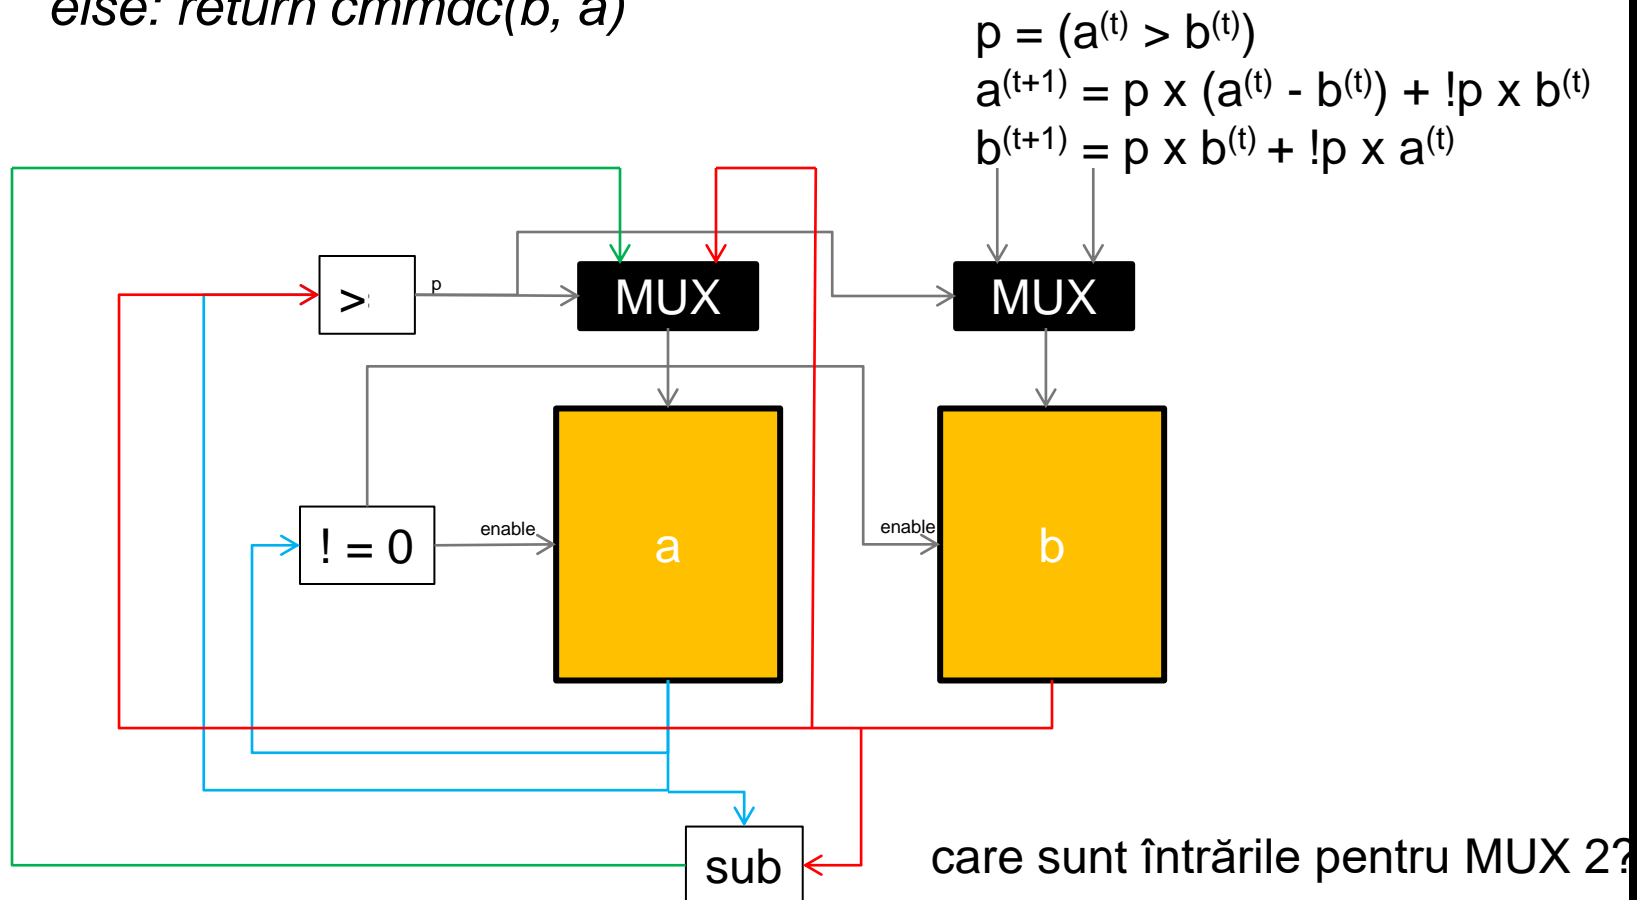 else: return cmmdc(b, a)
p = (a(t) > b(t))
a(t+1) = p x (a(t) - b(t)) + !p x b(t)
b(t+1) = p x b(t) + !p x a(t)
>
p
MUX
MUX
! = 0
enable
a
enable
b
sub
care sunt întrările pentru MUX 2?